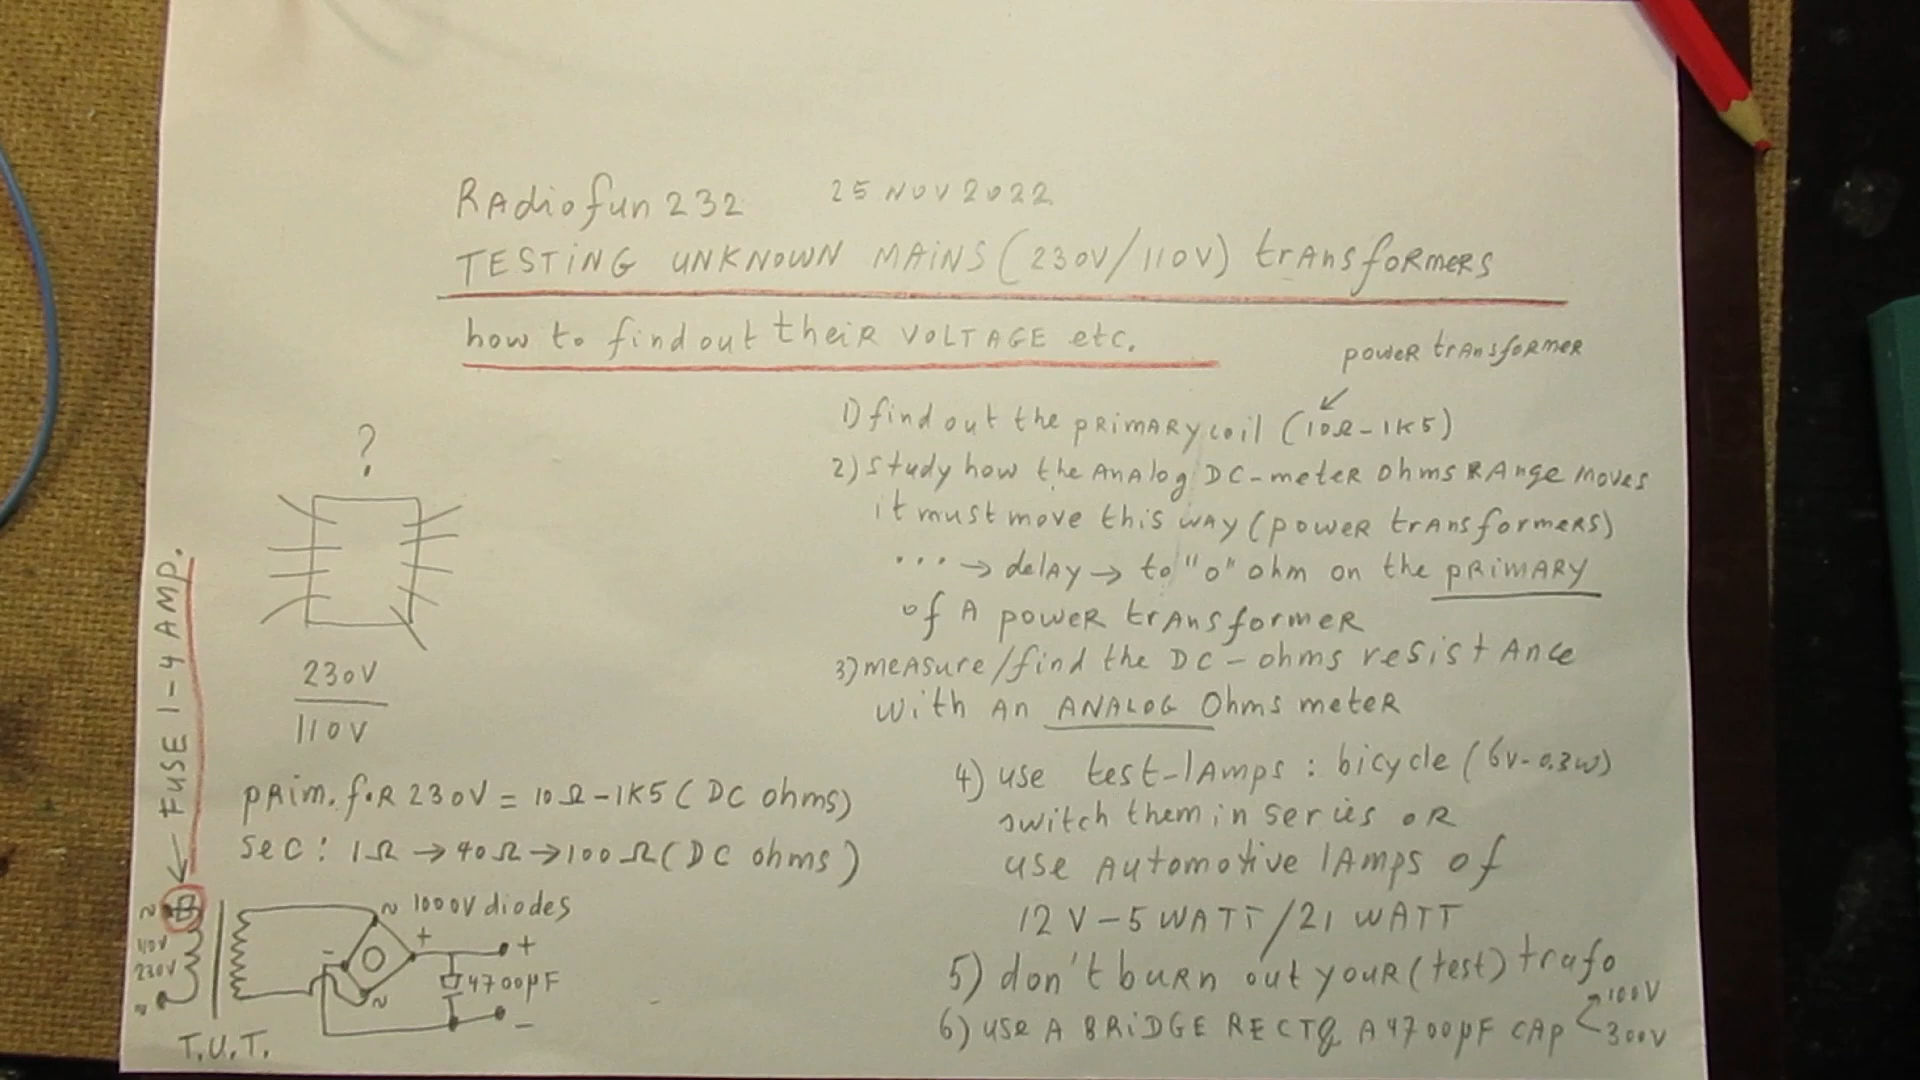 RAdiofun232 25 NOV 2022
TESTiNG UNKNOWN MAiNS (230V/110V) trAnsfoRmeRS
how to find out theiR VOLTAGE etc.
poweR trAnsfoRmeR
?
1) find out the pRimARy coil (10Ω-1K5)
2) study how the AnAlog DC-meteR ohms RAnge moves
it must move this wAy (poweR trAnsfoRmeRs)
... → delAy → to "0" ohm on the pRimARY
of A poweR trAnsfoRmeR
3) meAsure/find the DC-ohms resistAnce
with An ANALOG Ohms meteR
4) use test-lAmps : bicycle (6V-0.3W)
switch them in series oR
use Automotive lAmps of
12 V-5 WATT/21 WATT
5) don't burn out youR (test) trafo
6) use A BRiDGE RECT& A 4700µF CAp 100V
300V
230V
110V
pRim. foR 230V = 10Ω-1K5 (DC ohms)
sec: 1Ω → 40Ω → 100Ω (DC ohms)
← FUSE 1-4 AMP.
~ 1000V diodes
~
110V
230V
~
- + +
4700µF
~
-
T.U.T.